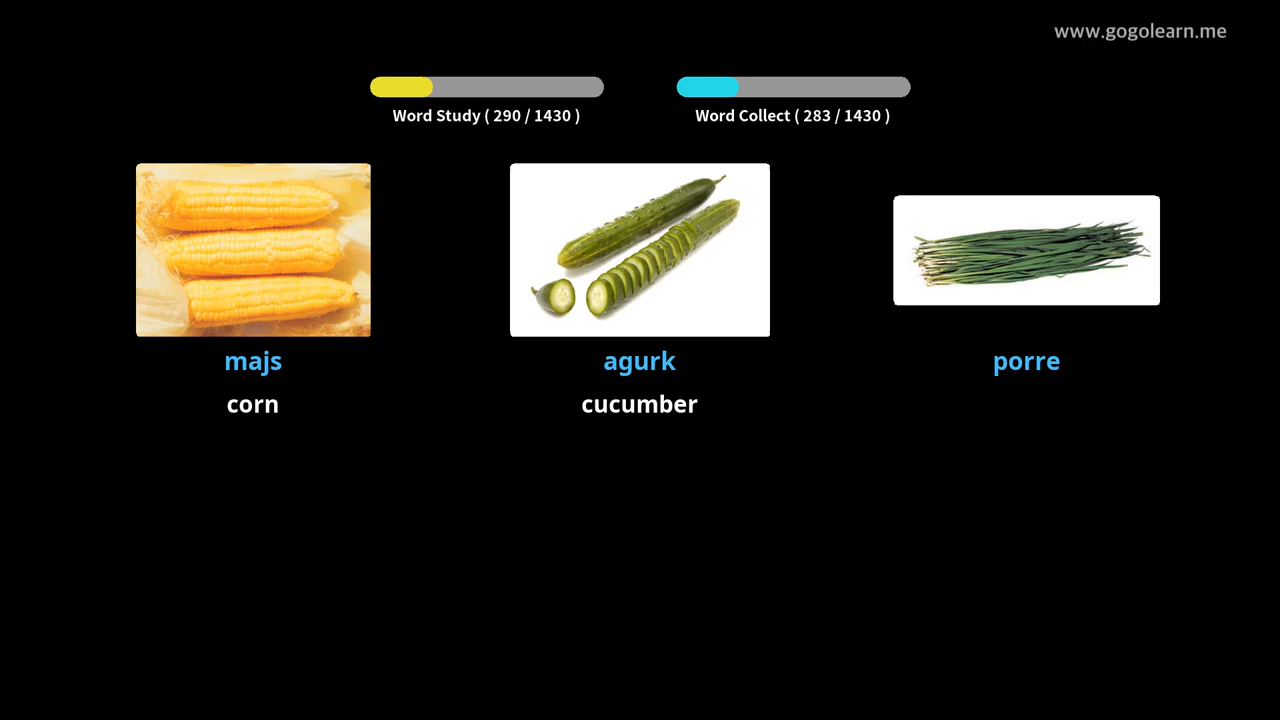 www.gogolearn.me
Word Study ( 290 / 1430 )
Word Collect ( 283 / 1430 )
majs
agurk
porre
corn
cucumber